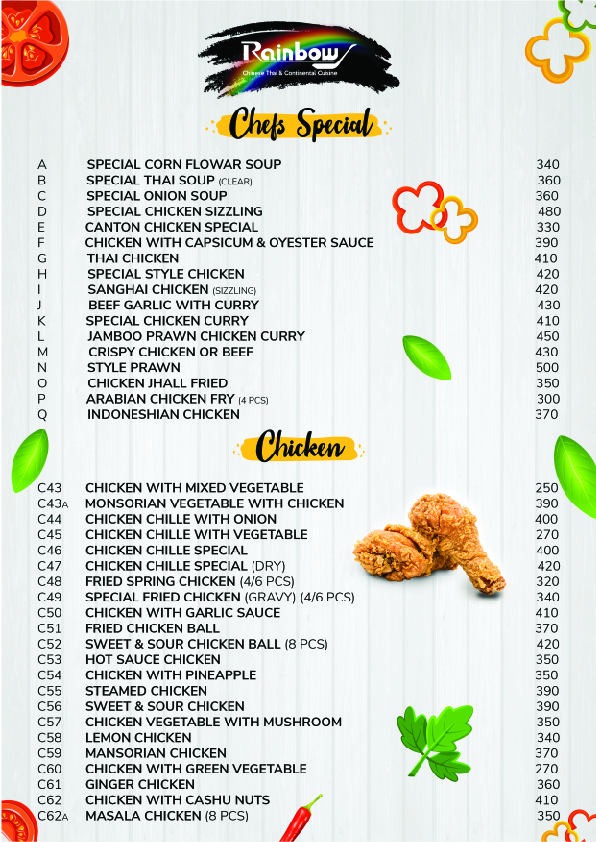 Rainbow
Chinese Thai & Continental Cuisine
Chefs Special
A SPECIAL CORN FLOWAR SOUP 340
B SPECIAL THAI SOUP (CLEAR) 360
C SPECIAL ONION SOUP 360
D SPECIAL CHICKEN SIZZLING 480
E CANTON CHICKEN SPECIAL 330
F CHICKEN WITH CAPSICUM & OYESTER SAUCE 390
G THAI CHICKEN 410
H SPECIAL STYLE CHICKEN 420
I SANGHAI CHICKEN (SIZZLING) 420
J BEEF GARLIC WITH CURRY 430
K SPECIAL CHICKEN CURRY 410
L JAMBOO PRAWN CHICKEN CURRY 450
M CRISPY CHICKEN OR BEEF 430
N STYLE PRAWN 500
O CHICKEN JHALL FRIED 350
P ARABIAN CHICKEN FRY (4 PCS) 300
Q INDONESHIAN CHICKEN 370
Chicken
C43 CHICKEN WITH MIXED VEGETABLE 250
C43A MONSORIAN VEGETABLE WITH CHICKEN 390
C44 CHICKEN CHILLE WITH ONION 400
C45 CHICKEN CHILLE WITH VEGETABLE 270
C46 CHICKEN CHILLE SPECIAL 400
C47 CHICKEN CHILLE SPECIAL (DRY) 420
C48 FRIED SPRING CHICKEN (4/6 PCS) 320
C49 SPECIAL FRIED CHICKEN (GRAVY) (4/6 PCS) 340
C50 CHICKEN WITH GARLIC SAUCE 410
C51 FRIED CHICKEN BALL 370
C52 SWEET & SOUR CHICKEN BALL (8 PCS) 420
C53 HOT SAUCE CHICKEN 350
C54 CHICKEN WITH PINEAPPLE 350
C55 STEAMED CHICKEN 390
C56 SWEET & SOUR CHICKEN 390
C57 CHICKEN VEGETABLE WITH MUSHROOM 350
C58 LEMON CHICKEN 340
C59 MANSORIAN CHICKEN 370
C60 CHICKEN WITH GREEN VEGETABLE 270
C61 GINGER CHICKEN 360
C62 CHICKEN WITH CASHU NUTS 410
C62A MASALA CHICKEN (8 PCS) 350